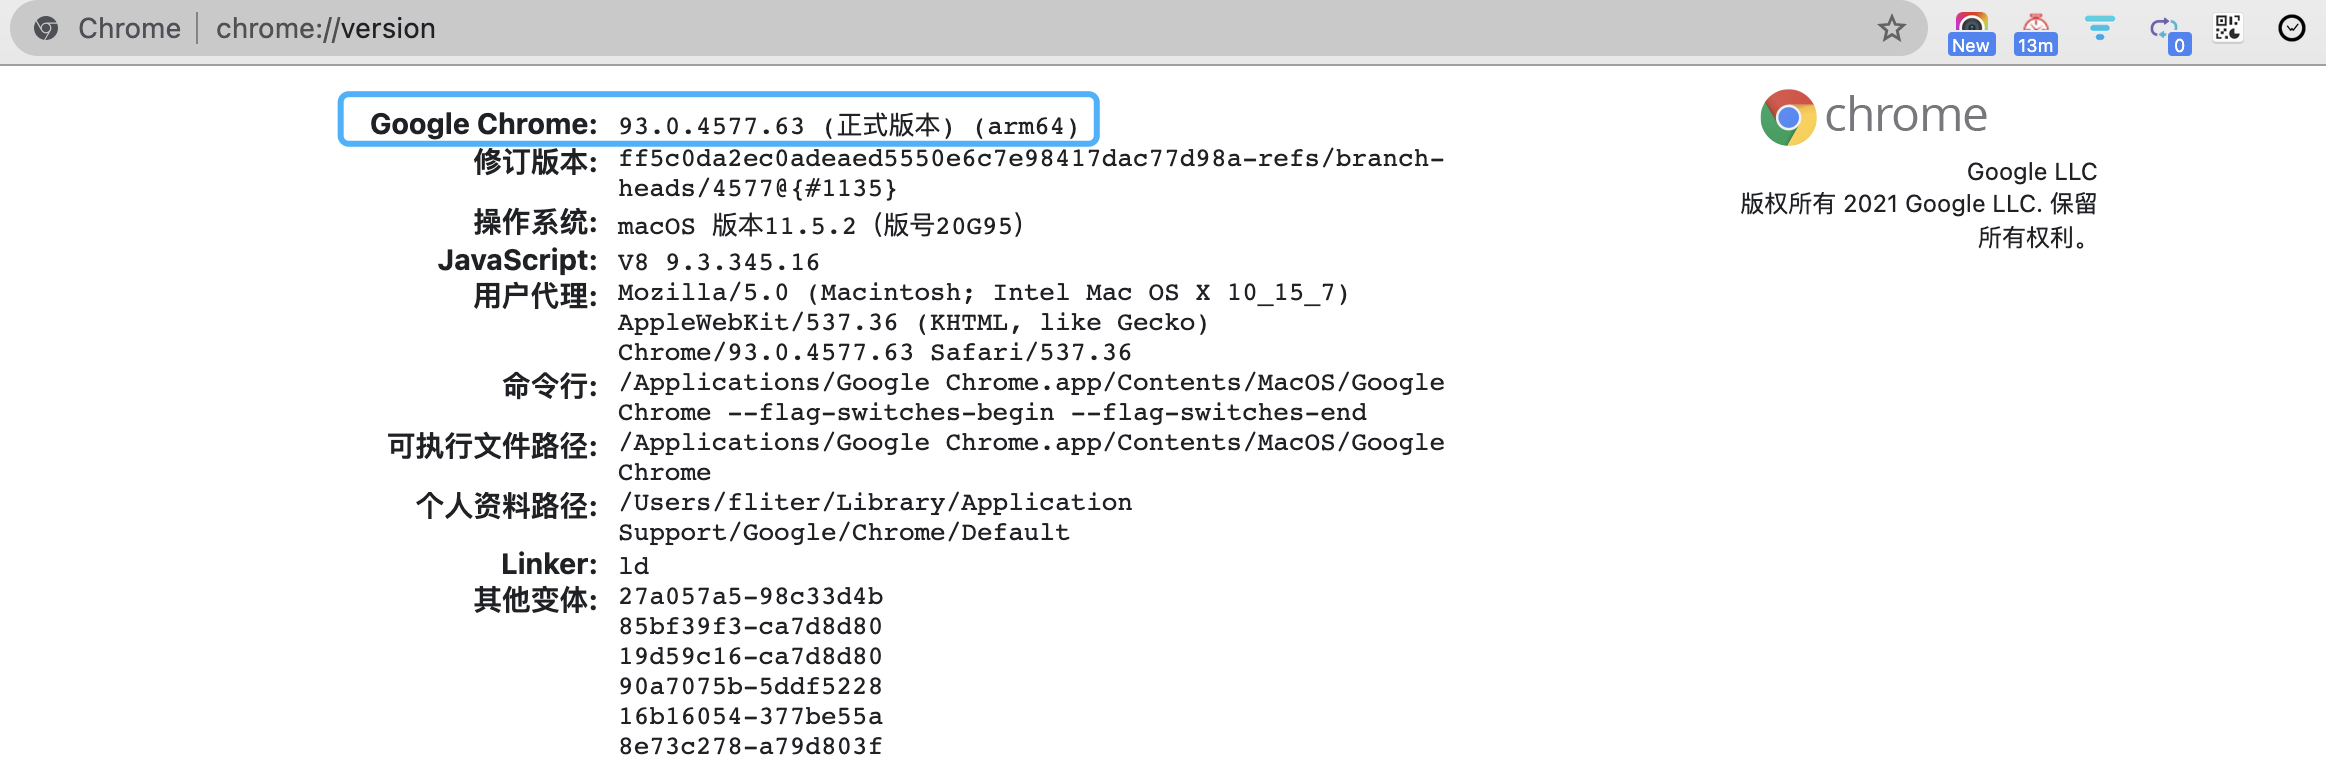 Chrome | chrome://version
New
13m
0
Google Chrome: 93.0.4577.63 (正式版本) (arm64)
修订版本: ff5c0da2ec0adeaed5550e6c7e98417dac77d98a-refs/branch-
heads/4577@{#1135}
操作系统: macOS 版本11.5.2（版号20G95）
JavaScript: V8 9.3.345.16
用户代理: Mozilla/5.0 (Macintosh; Intel Mac OS X 10_15_7)
AppleWebKit/537.36 (KHTML, like Gecko)
Chrome/93.0.4577.63 Safari/537.36
命令行: /Applications/Google Chrome.app/Contents/MacOS/Google
Chrome --flag-switches-begin --flag-switches-end
可执行文件路径: /Applications/Google Chrome.app/Contents/MacOS/Google
Chrome
个人资料路径: /Users/fliter/Library/Application
Support/Google/Chrome/Default
Linker: ld
其他变体: 27a057a5-98c33d4b
85bf39f3-ca7d8d80
19d59c16-ca7d8d80
90a7075b-5ddf5228
16b16054-377be55a
8e73c278-a79d803f
chrome
Google LLC
版权所有 2021 Google LLC. 保留
所有权利。